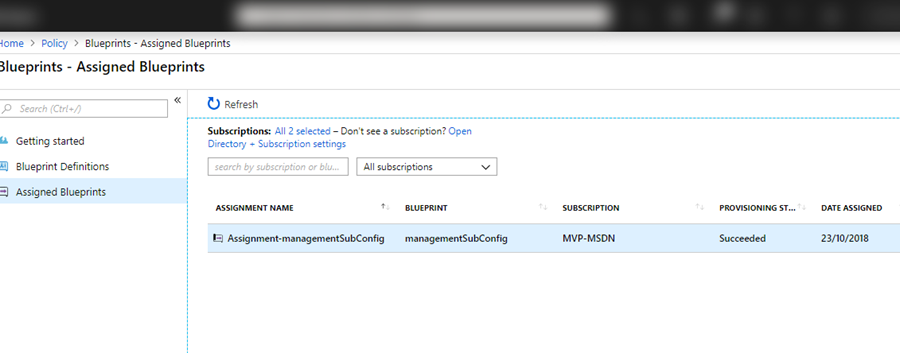 Home > Policy > Blueprints - Assigned Blueprints
Blueprints - Assigned Blueprints
Search (Ctrl+/)
«
Getting started
Blueprint Definitions
Assigned Blueprints
Refresh
Subscriptions: All 2 selected – Don't see a subscription? Open
Directory + Subscription settings
search by subscription or blu...
All subscriptions
ASSIGNMENT NAME BLUEPRINT SUBSCRIPTION PROVISIONING ST... DATE ASSIGNED
Assignment-managementSubConfig managementSubConfig MVP-MSDN Succeeded 23/10/2018